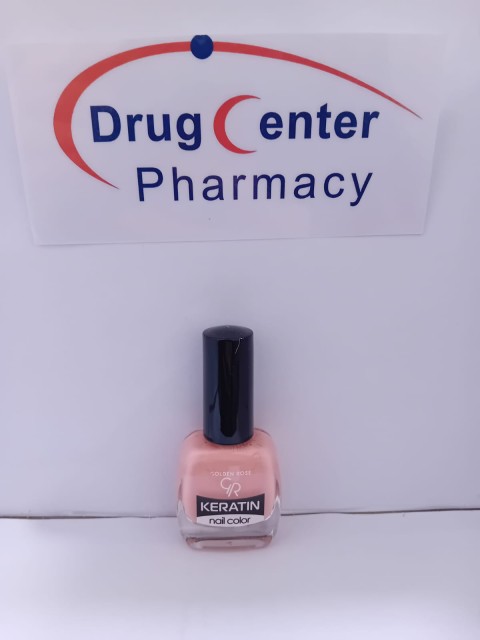 Drug Center
Pharmacy
GOLDEN ROSE
GR
KERATIN
nail color